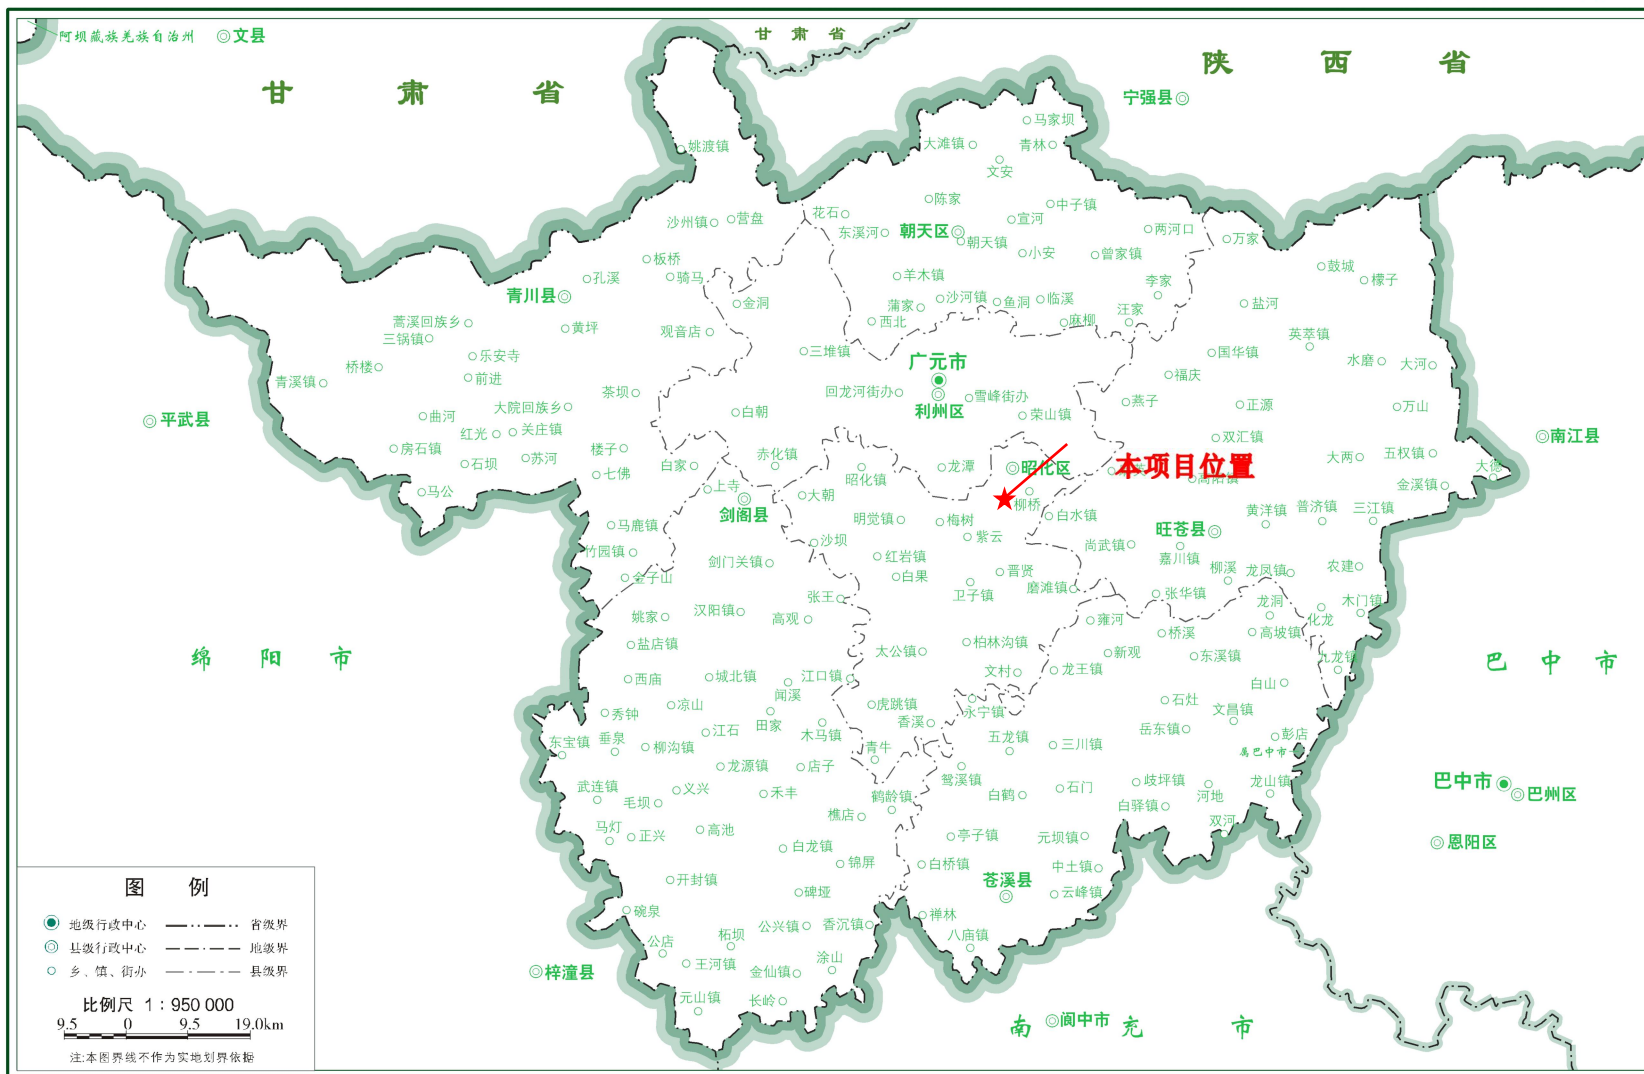 阿坝藏族羌族自治州
文县
甘肃省
甘肃省
陕西省
宁强县
马家坝
大滩镇
青林
文安
姚渡镇
陈家
中子镇
花石
宣河
沙州镇
营盘
东溪河
朝天区
朝天镇
两河口
万家
小安
曾家镇
板桥
骑马
孔溪
羊木镇
李家
鼓城
檬子
青川县
金洞
蒲家
沙河镇
鱼洞
临溪
汪家
盐河
蒿溪回族乡
三锅镇
黄坪
观音店
西北
麻柳
英萃镇
乐安寺
三堆镇
广元市
国华镇
水磨
大河
桥楼
青溪镇
前进
茶坝
回龙河街办
利州区
雪峰街办
福庆
燕子
正源
万山
平武县
曲河
大院回族乡
白朝
荣山镇
红光
关庄镇
双汇镇
南江县
房石镇
石坝
苏河
楼子
白家
赤化镇
昭化镇
龙潭
昭化区
本项目位置
大两
五权镇
大德
七佛
马公
上寺
剑阁县
大朝
柳桥
高阳镇
金溪镇
马鹿镇
明觉镇
梅树
白水镇
黄洋镇
普济镇
三江镇
旺苍县
竹园镇
沙坝
紫云
尚武镇
嘉川镇
剑门关镇
红岩镇
白果
晋贤
金子山
卫子镇
磨滩镇
张华镇
柳溪
龙凤镇
农建
张王
汉阳镇
姚家
高观
雍河
龙洞
化龙
木门镇
盐店镇
柏林沟镇
桥溪
高坡镇
太公镇
新观
东溪镇
九龙镇
绵阳市
巴中市
西庙
城北镇
闻溪
江口镇
文村
龙王镇
白山
秀钟
凉山
田家
虎跳镇
香溪
永宁镇
石灶
文昌镇
东宝镇
垂泉
柳沟镇
江石
木马镇
青牛
五龙镇
三川镇
岳东镇
彭店
属巴中市
龙源镇
店子
鸳溪镇
武连镇
义兴
禾丰
鹤龄镇
白鹤
石门
歧坪镇
河地
龙山镇
巴中市
巴州区
毛坝
樵店
白驿镇
马灯
正兴
高池
亭子镇
元坝镇
双河
恩阳区
白龙镇
锦屏
白桥镇
中土镇
开封镇
碑垭
苍溪县
云峰镇
碗泉
公兴镇
香沉镇
禅林
公店
柘坝
八庙镇
王河镇
金仙镇
涂山
梓潼县
元山镇
长岭
南充市
阆中市
图例
地级行政中心
省级界
县级行政中心
地级界
乡、镇、街办
县级界
比例尺 1：950 000
9.5 0 9.5 19.0km
注:本图界线不作为实地划界依据